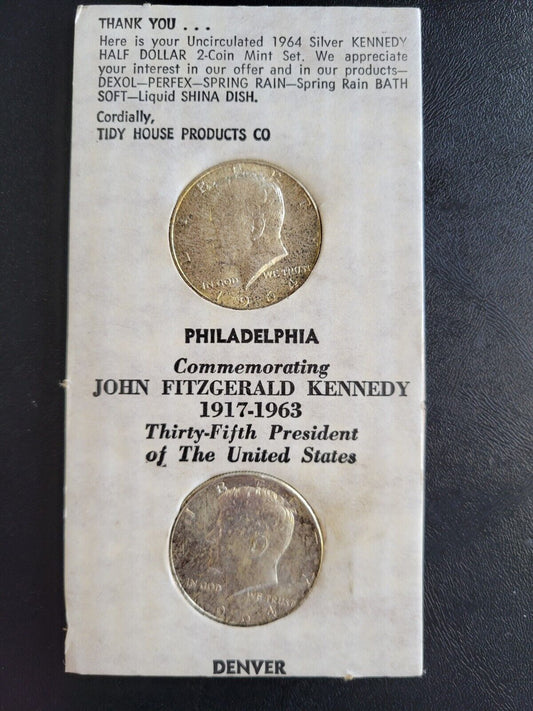 THANK YOU . . .
Here is your Uncirculated 1964 Silver KENNEDY
HALF DOLLAR 2-Coin Mint Set. We appreciate
your interest in our offer and in our products—
DEXOL—PERFEX—SPRING RAIN—Spring Rain BATH
SOFT—Liquid SHINA DISH.
Cordially,
TIDY HOUSE PRODUCTS CO
LIBERTY
IN GOD WE TRUST
1964
PHILADELPHIA
Commemorating
JOHN FITZGERALD KENNEDY
1917-1963
Thirty-Fifth President
of The United States
LIBERTY
IN GOD WE TRUST
1964
DENVER